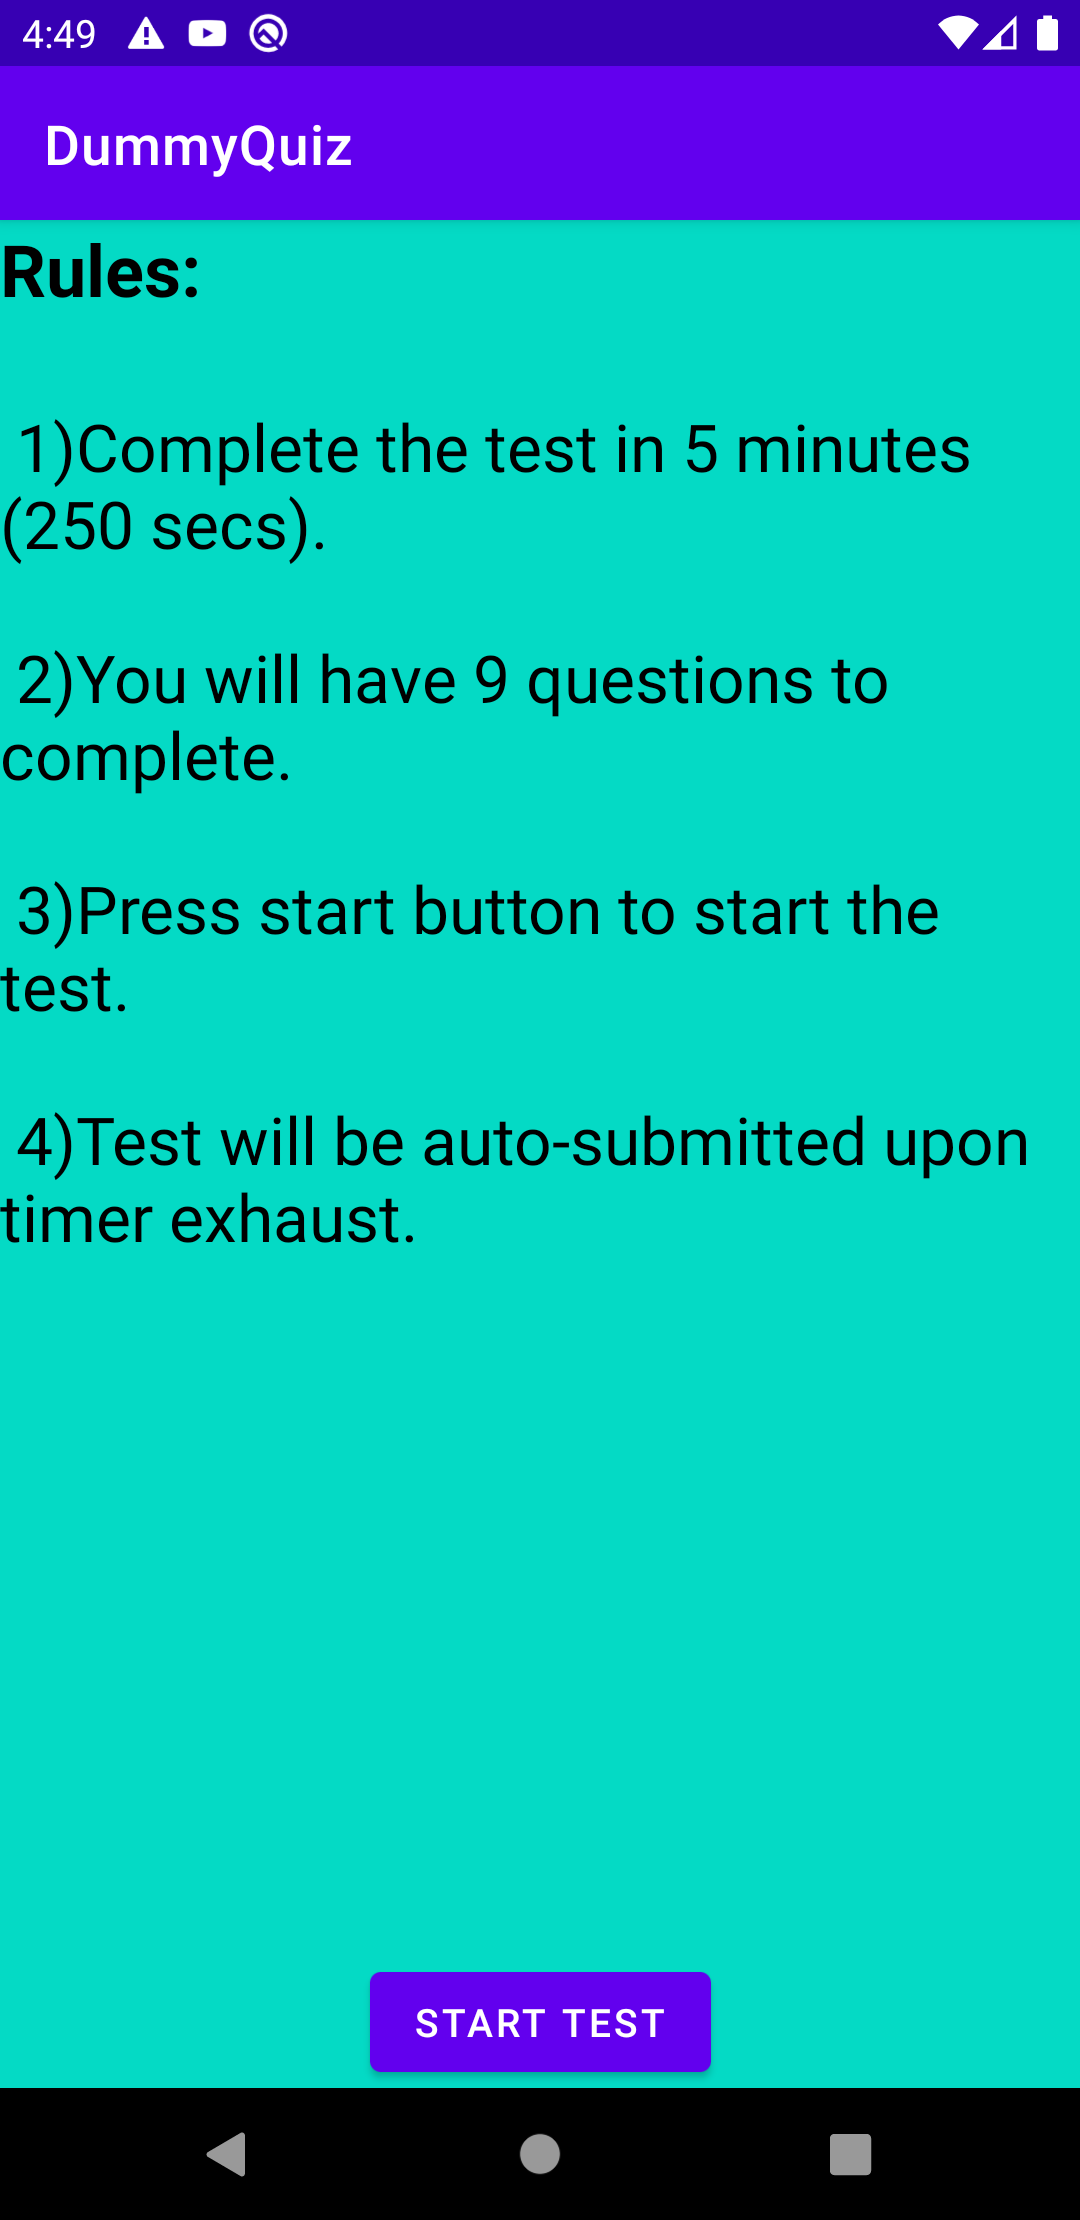 4:49
DummyQuiz
Rules:
1)Complete the test in 5 minutes
(250 secs).
2)You will have 9 questions to
complete.
3)Press start button to start the
test.
4)Test will be auto-submitted upon
timer exhaust.
START TEST